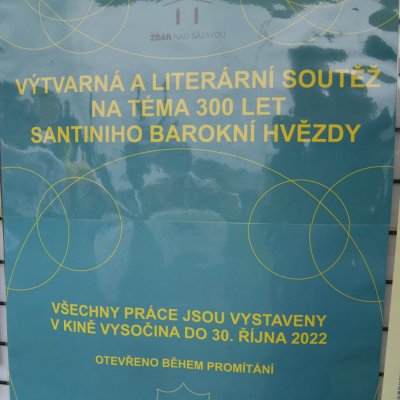 ŽĎÁR NAD SÁZAVOU
VÝTVARNÁ A LITERÁRNÍ SOUTĚŽ
NA TÉMA 300 LET
SANTINIHO BAROKNÍ HVĚZDY
VŠECHNY PRÁCE JSOU VYSTAVENY
V KINĚ VYSOČINA DO 30. ŘÍJNA 2022
OTEVŘENO BĚHEM PROMÍTÁNÍ